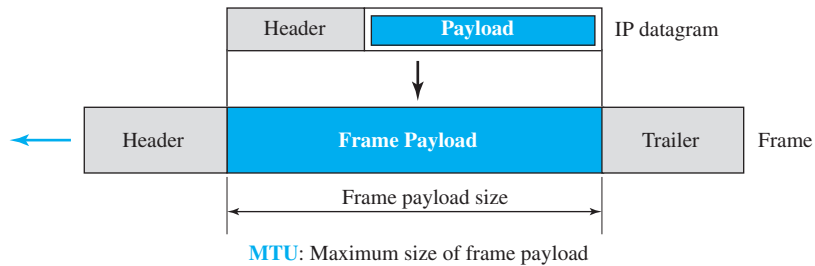 Header Payload IP datagram
Header Frame Payload Trailer Frame
Frame payload size
MTU: Maximum size of frame payload